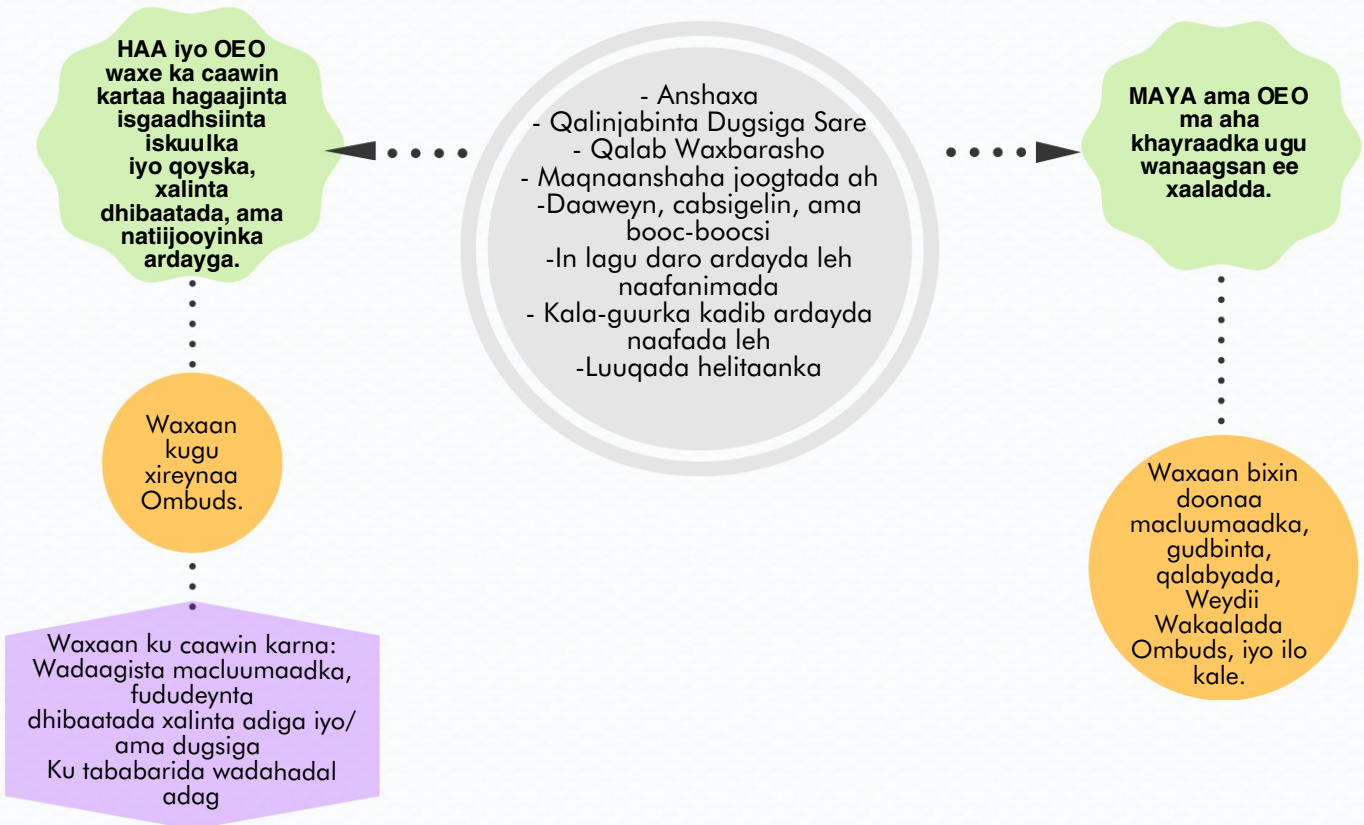 HAA iyo OEO
waxe ka caawin
kartaa hagaajinta
isgaadhsiinta
iskuulka
iyo qoyska,
xalinta
dhibaatada, ama
natiijooyinka
ardayga.
- Anshaxa
- Qalinjabinta Dugsiga Sare
- Qalab Waxbarasho
- Maqnaanshaha joogtada ah
-Daaweyn, cabsigelin, ama
booc-boocsi
-In lagu daro ardayda leh
naafanimada
- Kala-guurka kadib ardayda
naafada leh
-Luuqada helitaanka
MAYA ama OEO
ma aha
khayraadka ugu
wanaagsan ee
xaaladda.
Waxaan
kugu
xireynaa
Ombuds.
Waxaan ku caawin karna:
Wadaagista macluumaadka,
fududeynta
dhibaatada xalinta adiga iyo/
ama dugsiga
Ku tababarida wadahadal
adag
Waxaan bixin
doonaa
macluumaadka,
gudbinta,
qalabyada,
Weydii
Wakaalada
Ombuds, iyo ilo
kale.